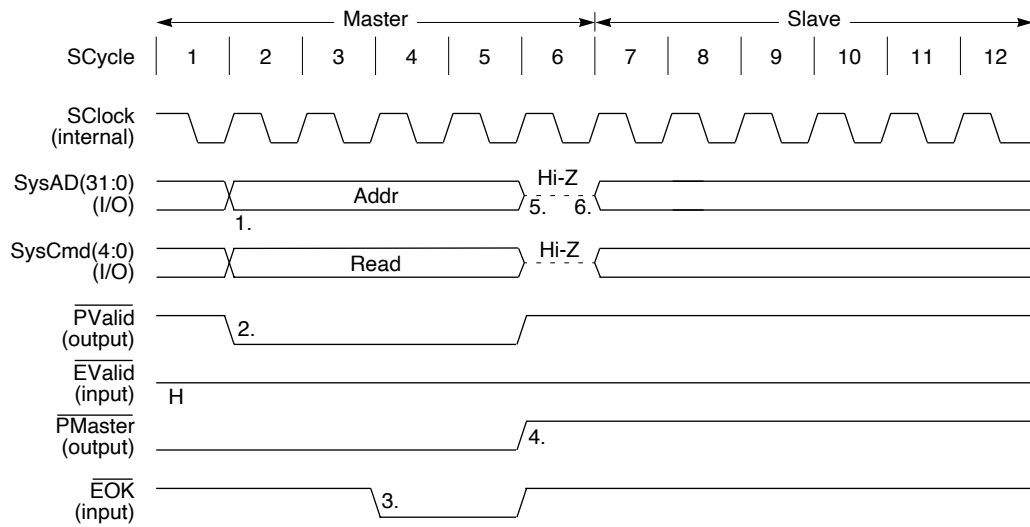 Master Slave
SCycle 1 2 3 4 5 6 7 8 9 10 11 12
SClock
(internal)
SysAD(31:0)
(I/O)
Addr
Hi-Z
1.
5. 6.
SysCmd(4:0)
(I/O)
Read
Hi-Z
PValid
(output)
2.
EValid
(input)
H
PMaster
(output)
4.
EOK
(input)
3.